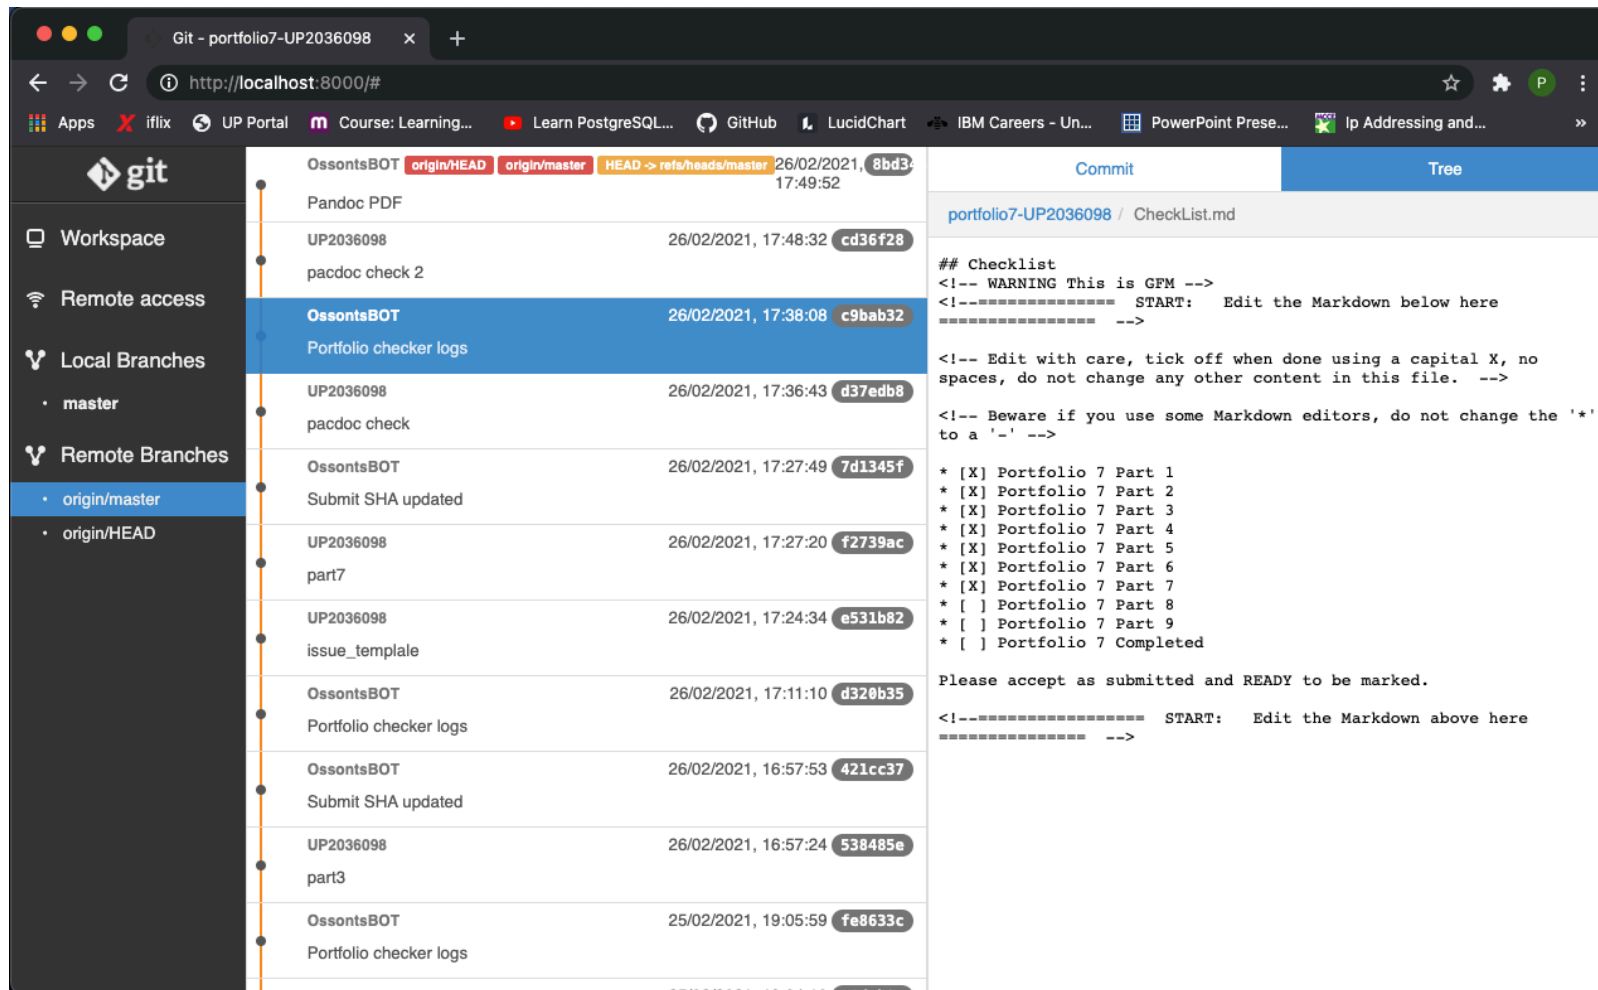 Git - portfolio7-UP2036098
http://localhost:8000/#
P
Apps
iflix
UP Portal
Course: Learning...
Learn PostgreSQL...
GitHub
LucidChart
IBM Careers - Un...
PowerPoint Prese...
Ip Addressing and...
»
git
Workspace
Remote access
Local Branches
master
Remote Branches
origin/master
origin/HEAD
OssontsBOT origin/HEAD origin/master HEAD -> refs/heads/master 26/02/2021, 17:49:52 8bd3
Pandoc PDF
UP2036098 26/02/2021, 17:48:32 cd36f28
pacdoc check 2
OssontsBOT 26/02/2021, 17:38:08 c9bab32
Portfolio checker logs
UP2036098 26/02/2021, 17:36:43 d37edb8
pacdoc check
OssontsBOT 26/02/2021, 17:27:49 7d1345f
Submit SHA updated
UP2036098 26/02/2021, 17:27:20 f2739ac
part7
UP2036098 26/02/2021, 17:24:34 e531b82
issue_templale
OssontsBOT 26/02/2021, 17:11:10 d320b35
Portfolio checker logs
OssontsBOT 26/02/2021, 16:57:53 421cc37
Submit SHA updated
UP2036098 26/02/2021, 16:57:24 538485e
part3
OssontsBOT 25/02/2021, 19:05:59 fe8633c
Portfolio checker logs
Commit
Tree
portfolio7-UP2036098 / CheckList.md
## Checklist
<!-- WARNING This is GFM -->
<!--============== START: Edit the Markdown below here
================ -->
<!-- Edit with care, tick off when done using a capital X, no
spaces, do not change any other content in this file. -->
<!-- Beware if you use some Markdown editors, do not change the '*'
to a '-' -->
* [X] Portfolio 7 Part 1
* [X] Portfolio 7 Part 2
* [X] Portfolio 7 Part 3
* [X] Portfolio 7 Part 4
* [X] Portfolio 7 Part 5
* [X] Portfolio 7 Part 6
* [X] Portfolio 7 Part 7
* [ ] Portfolio 7 Part 8
* [ ] Portfolio 7 Part 9
* [ ] Portfolio 7 Completed
Please accept as submitted and READY to be marked.
<!--================= START: Edit the Markdown above here
=============== -->